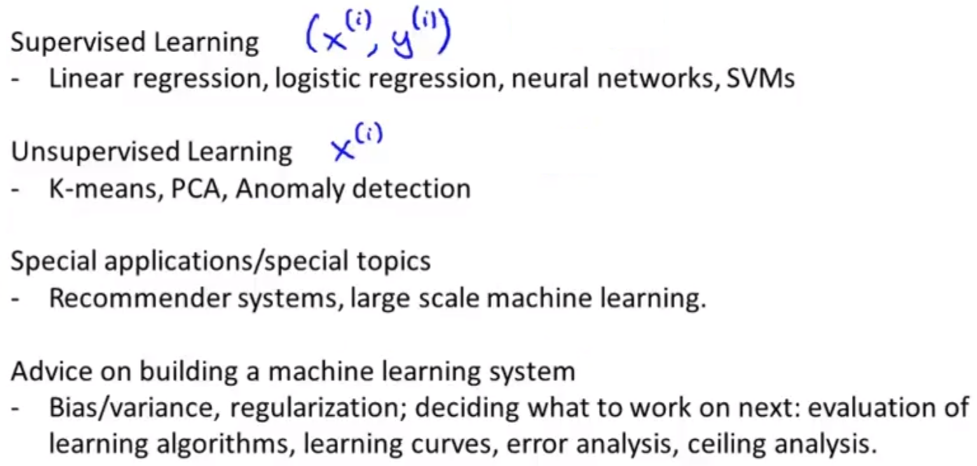 Supervised Learning (x^(i), y^(i))
- Linear regression, logistic regression, neural networks, SVMs
Unsupervised Learning x^(i)
- K-means, PCA, Anomaly detection
Special applications/special topics
- Recommender systems, large scale machine learning.
Advice on building a machine learning system
- Bias/variance, regularization; deciding what to work on next: evaluation of
learning algorithms, learning curves, error analysis, ceiling analysis.